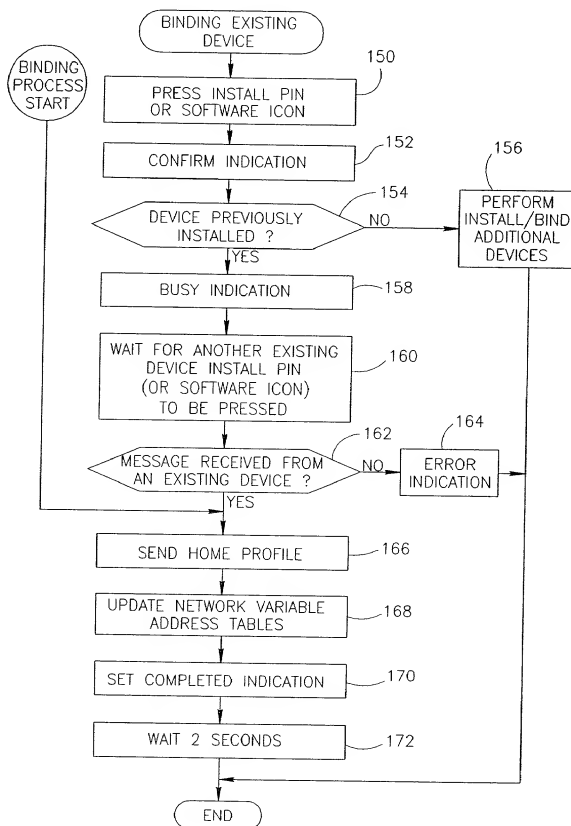 BINDING EXISTING
DEVICE
BINDING
PROCESS
START
150
PRESS INSTALL PIN
OR SOFTWARE ICON
152
CONFIRM INDICATION
154
DEVICE PREVIOUSLY
INSTALLED ?
NO
YES
156
PERFORM
INSTALL/BIND
ADDITIONAL
DEVICES
BUSY INDICATION
158
WAIT FOR ANOTHER EXISTING
DEVICE INSTALL PIN
(OR SOFTWARE ICON)
TO BE PRESSED
160
162
MESSAGE RECEIVED FROM
AN EXISTING DEVICE ?
NO
YES
164
ERROR
INDICATION
SEND HOME PROFILE
166
UPDATE NETWORK VARIABLE
ADDRESS TABLES
168
SET COMPLETED INDICATION
170
WAIT 2 SECONDS
172
END